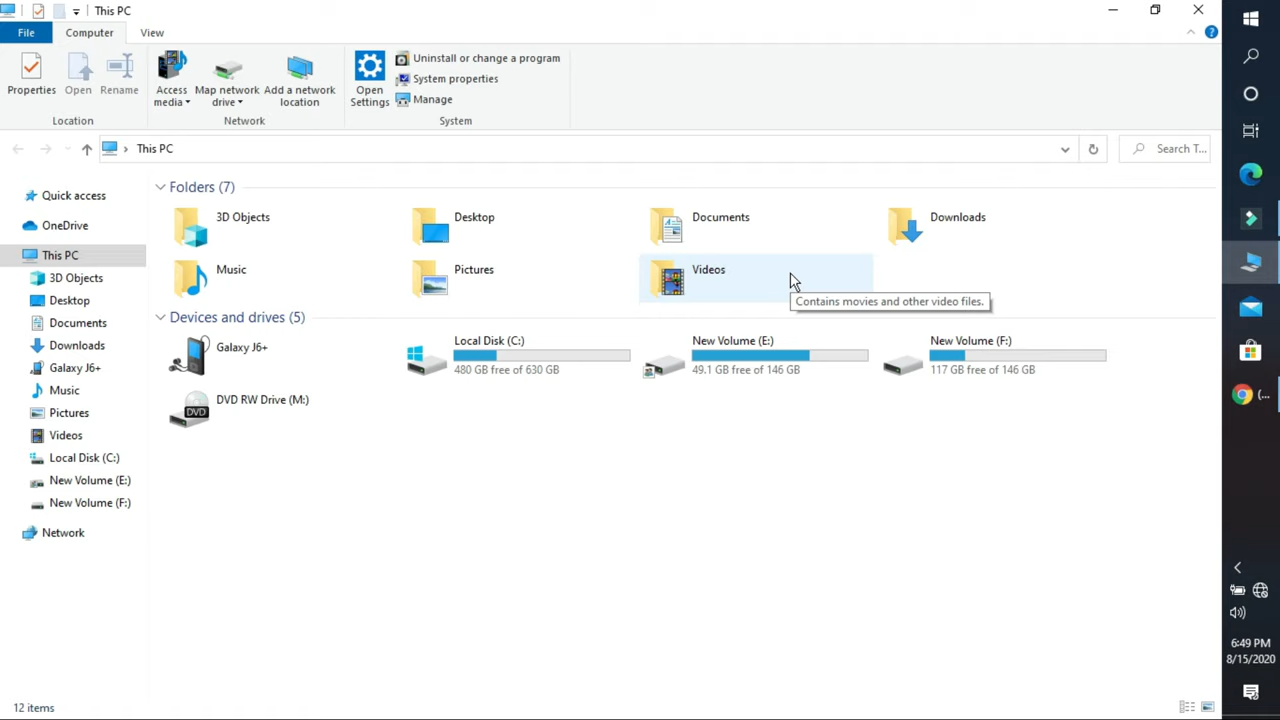 This PC
File
Computer
View
Properties
Open
Rename
Location
Access
media
Map network
drive
Add a network
location
Network
Open
Settings
Uninstall or change a program
System properties
Manage
System
This PC
Search T...
Quick access
OneDrive
This PC
3D Objects
Desktop
Documents
Downloads
Galaxy J6+
Music
Pictures
Videos
Local Disk (C:)
New Volume (E:)
New Volume (F:)
Network
Folders (7)
3D Objects
Desktop
Documents
Downloads
Music
Pictures
Videos
Contains movies and other video files.
Devices and drives (5)
Galaxy J6+
Local Disk (C:)
480 GB free of 630 GB
New Volume (E:)
49.1 GB free of 146 GB
New Volume (F:)
117 GB free of 146 GB
DVD
DVD RW Drive (M:)
12 items
(...
6:49 PM
8/15/2020